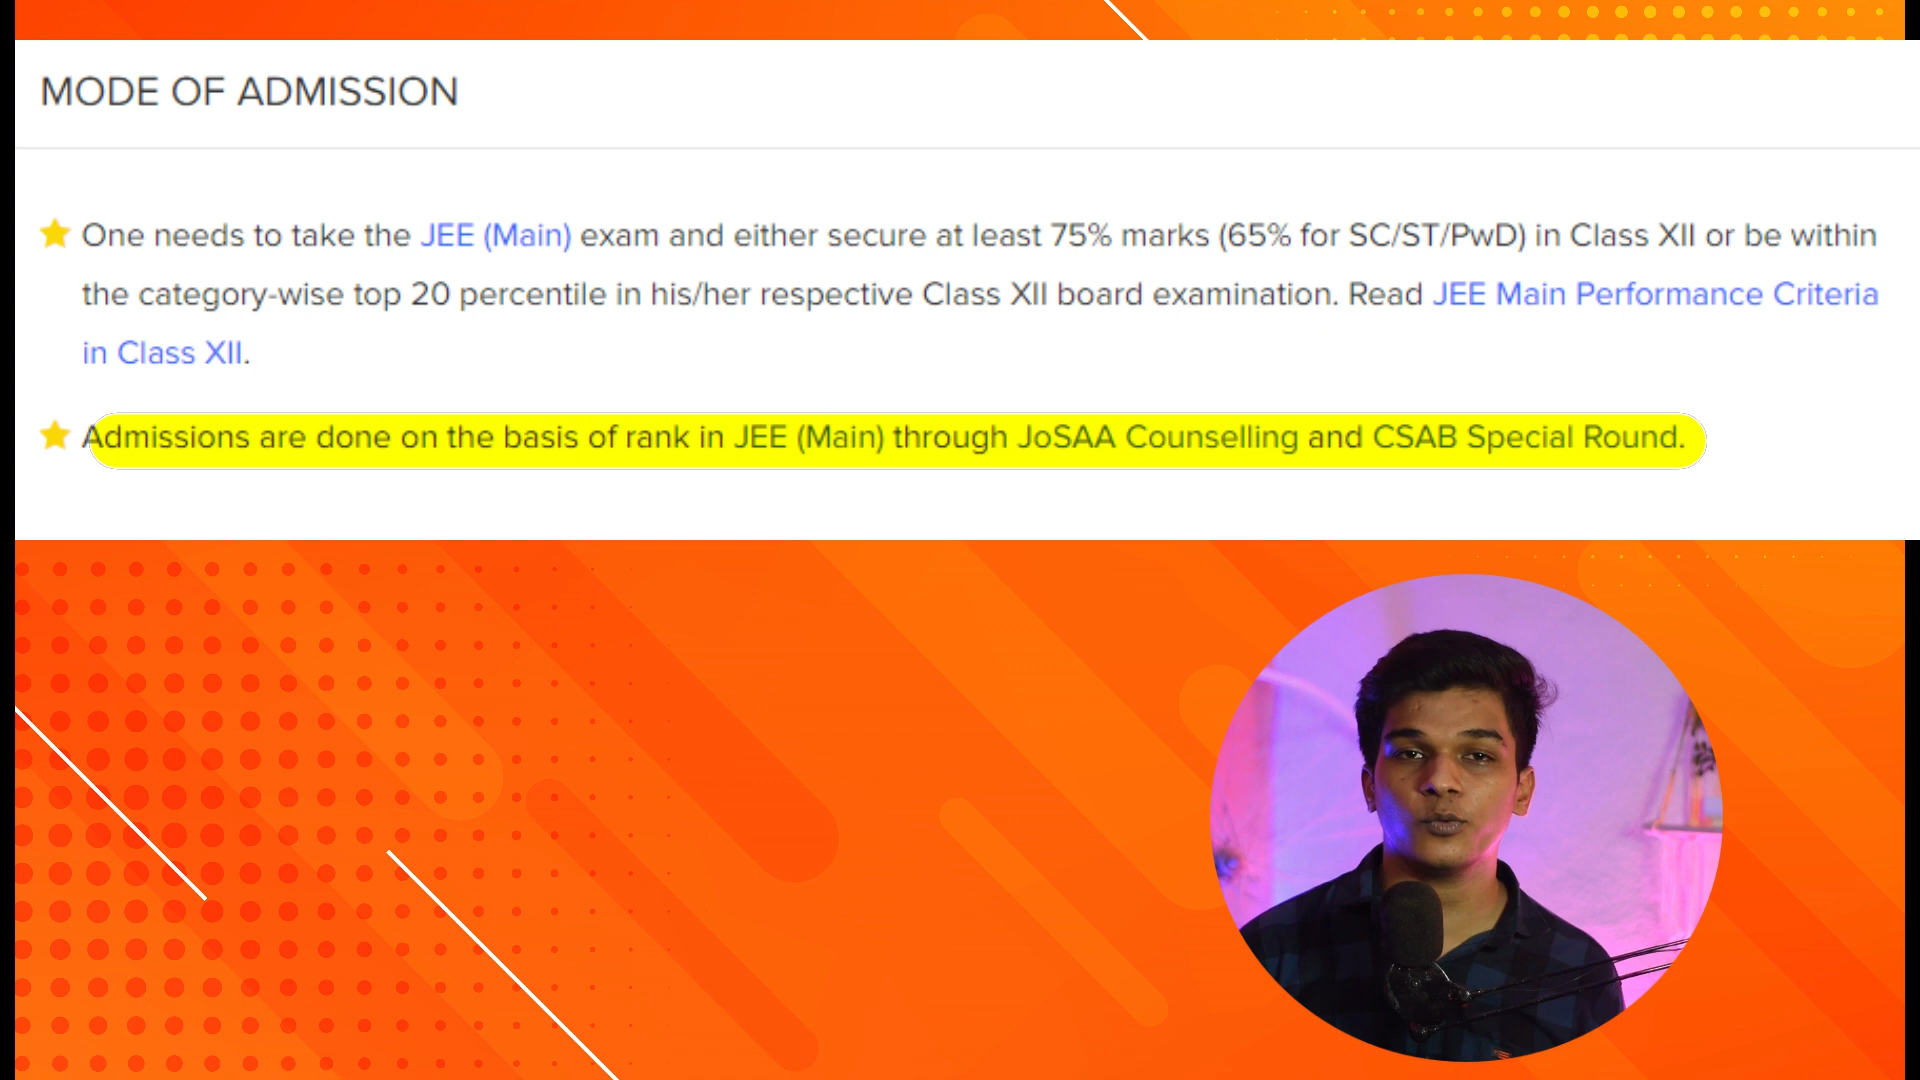 MODE OF ADMISSION
One needs to take the JEE (Main) exam and either secure at least 75% marks (65% for SC/ST/PwD) in Class XII or be within
the category-wise top 20 percentile in his/her respective Class XII board examination. Read JEE Main Performance Criteria
in Class XII.
Admissions are done on the basis of rank in JEE (Main) through JoSAA Counselling and CSAB Special Round.